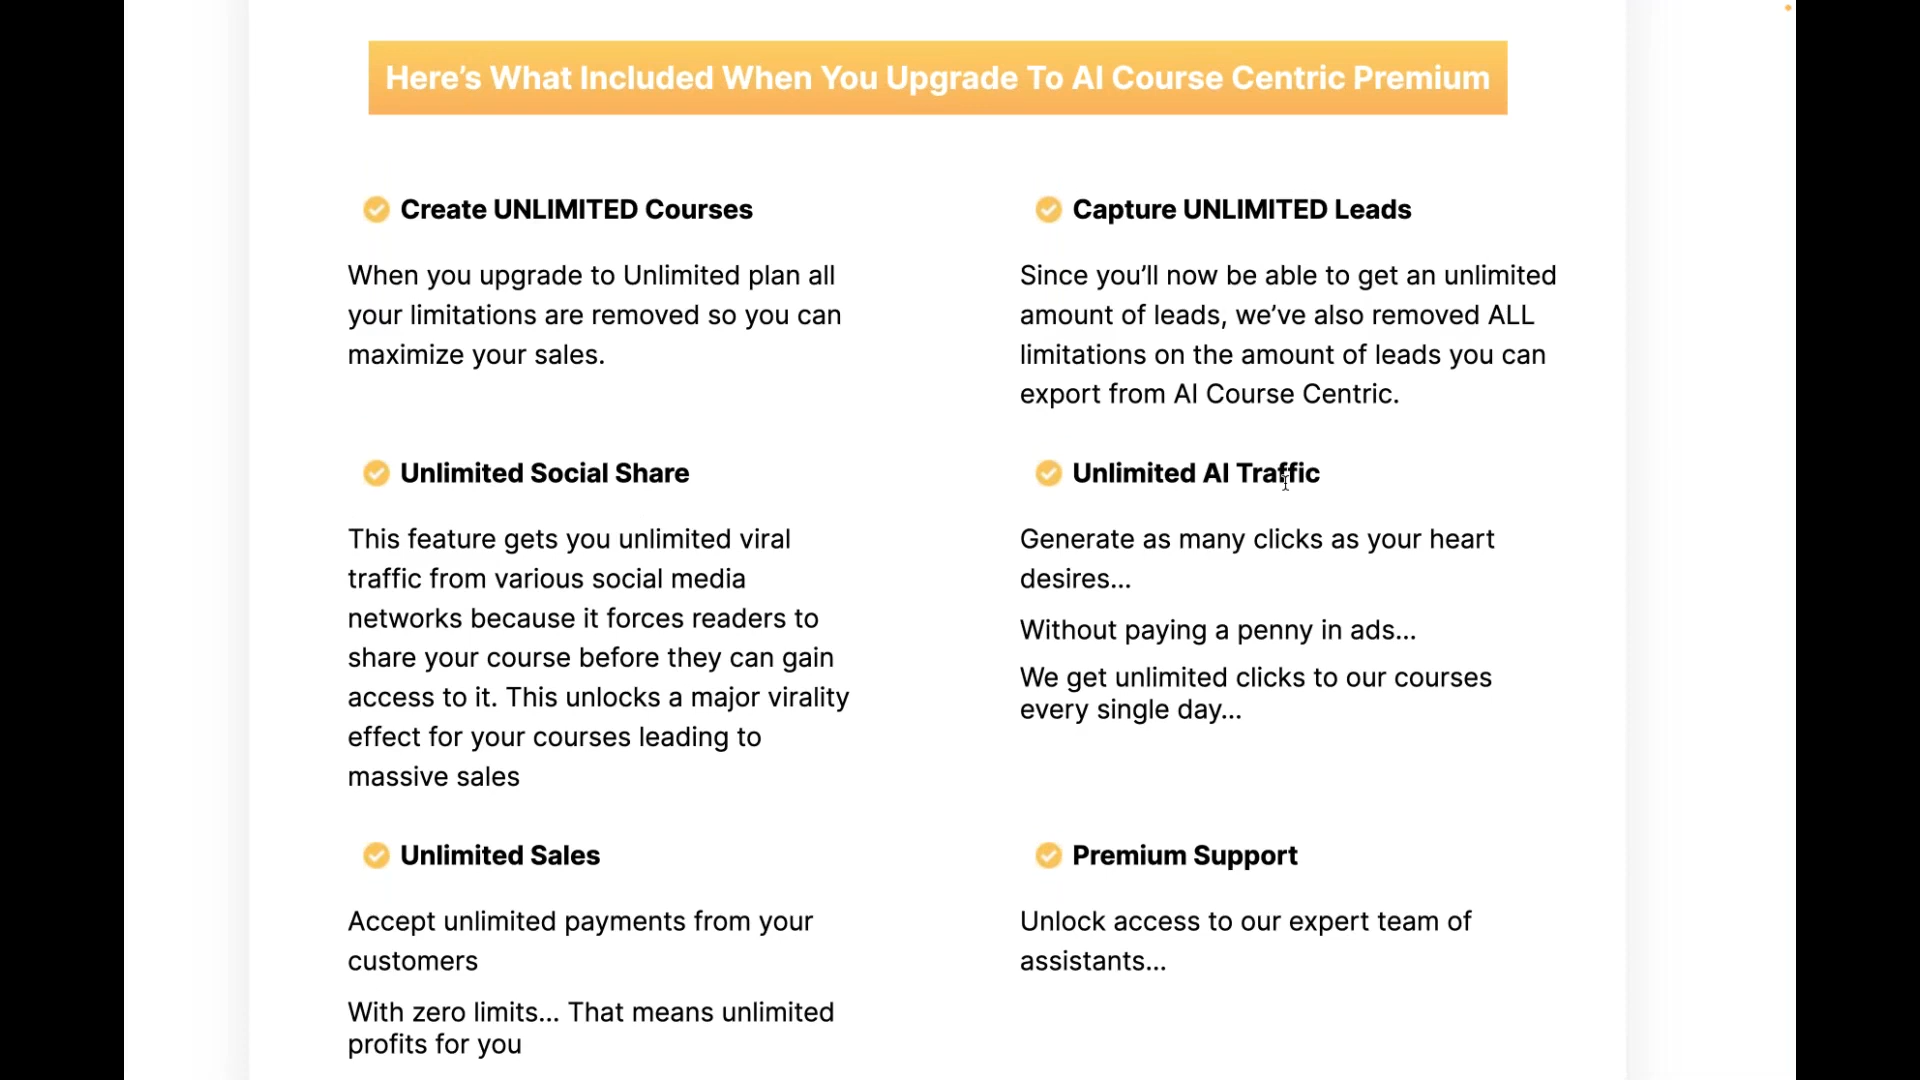 Here's What Included When You Upgrade To AI Course Centric Premium
Create UNLIMITED Courses
When you upgrade to Unlimited plan all
your limitations are removed so you can
maximize your sales.
Capture UNLIMITED Leads
Since you'll now be able to get an unlimited
amount of leads, we've also removed ALL
limitations on the amount of leads you can
export from AI Course Centric.
Unlimited Social Share
This feature gets you unlimited viral
traffic from various social media
networks because it forces readers to
share your course before they can gain
access to it. This unlocks a major virality
effect for your courses leading to
massive sales
Unlimited AI Traffic
Generate as many clicks as your heart
desires...
Without paying a penny in ads...
We get unlimited clicks to our courses
every single day...
Unlimited Sales
Accept unlimited payments from your
customers
With zero limits... That means unlimited
profits for you
Premium Support
Unlock access to our expert team of
assistants...